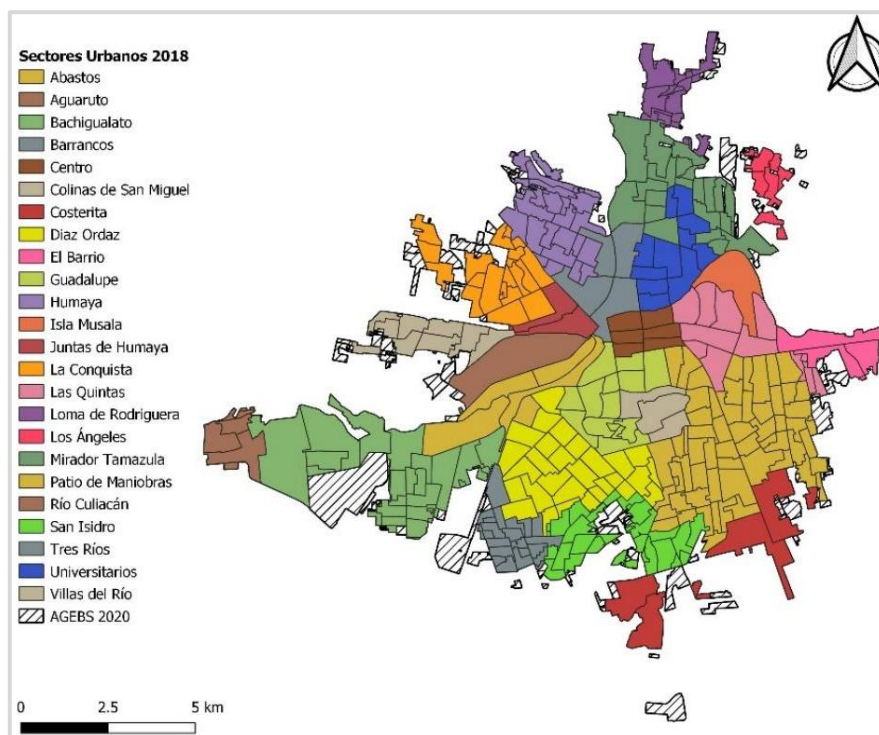 Sectores Urbanos 2018
Abastos
Aguaruto
Bachigualato
Barrancos
Centro
Colinas de San Miguel
Costerita
Diaz Ordaz
El Barrio
Guadalupe
Humaya
Isla Musala
Juntas de Humaya
La Conquista
Las Quintas
Loma de Rodriguera
Los Ángeles
Mirador Tamazula
Patio de Maniobras
Río Culiacán
San Isidro
Tres Ríos
Universitarios
Villas del Río
AGEBS 2020
0 2.5 5 km